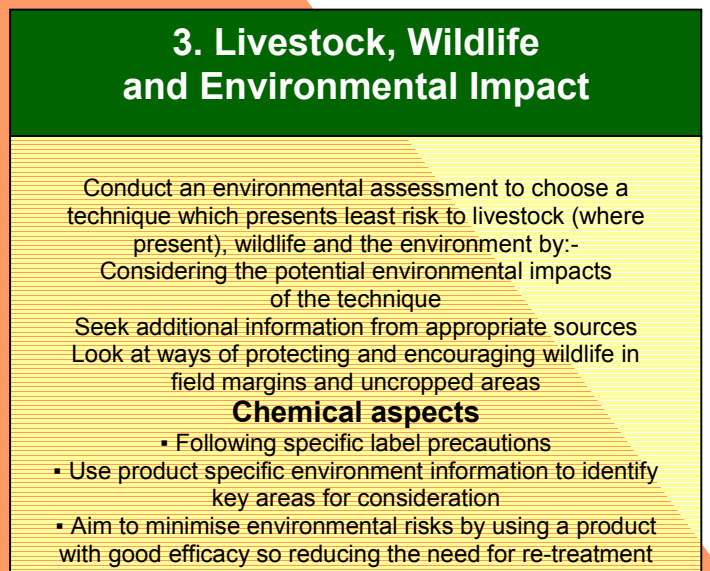 3. Livestock, Wildlife
and Environmental Impact
Conduct an environmental assessment to choose a
technique which presents least risk to livestock (where
present), wildlife and the environment by:-
Considering the potential environmental impacts
of the technique
Seek additional information from appropriate sources
Look at ways of protecting and encouraging wildlife in
field margins and uncropped areas
Chemical aspects
▪ Following specific label precautions
▪ Use product specific environment information to identify
key areas for consideration
▪ Aim to minimise environmental risks by using a product
with good efficacy so reducing the need for re-treatment